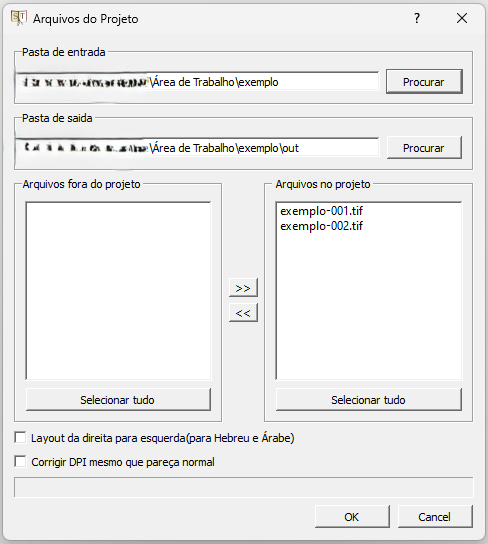 Arquivos do Projeto
Pasta de entrada
\Área de Trabalho\exemplo
Procurar
Pasta de saida
\Área de Trabalho\exemplo\out
Procurar
Arquivos fora do projeto
Selecionar tudo
>>
<<
Arquivos no projeto
exemplo-001.tif
exemplo-002.tif
Selecionar tudo
Layout da direita para esquerda(para Hebreu e Árabe)
Corrigir DPI mesmo que pareça normal
OK
Cancel